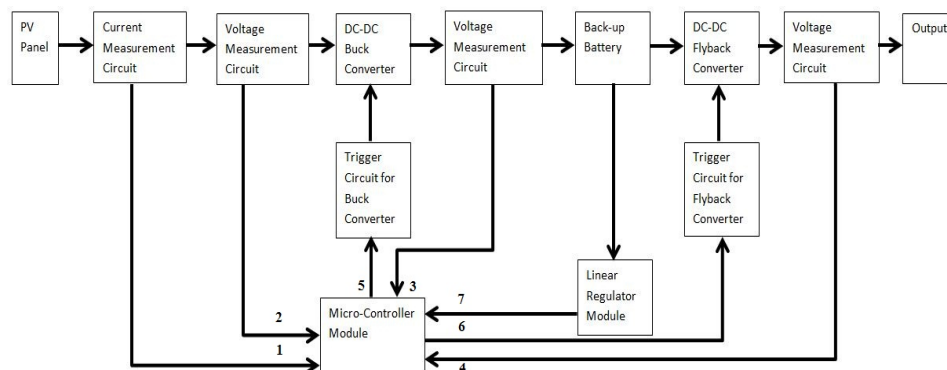 PV
Panel
Current
Measurement
Circuit
Voltage
Measurement
Circuit
DC-DC
Buck
Converter
Voltage
Measurement
Circuit
Back-up
Battery
DC-DC
Flyback
Converter
Voltage
Measurement
Circuit
Output
Trigger
Circuit for
Buck
Converter
Trigger
Circuit for
Flyback
Converter
5
3
7
Linear
Regulator
Module
2
Micro-Controller
Module
6
1
4